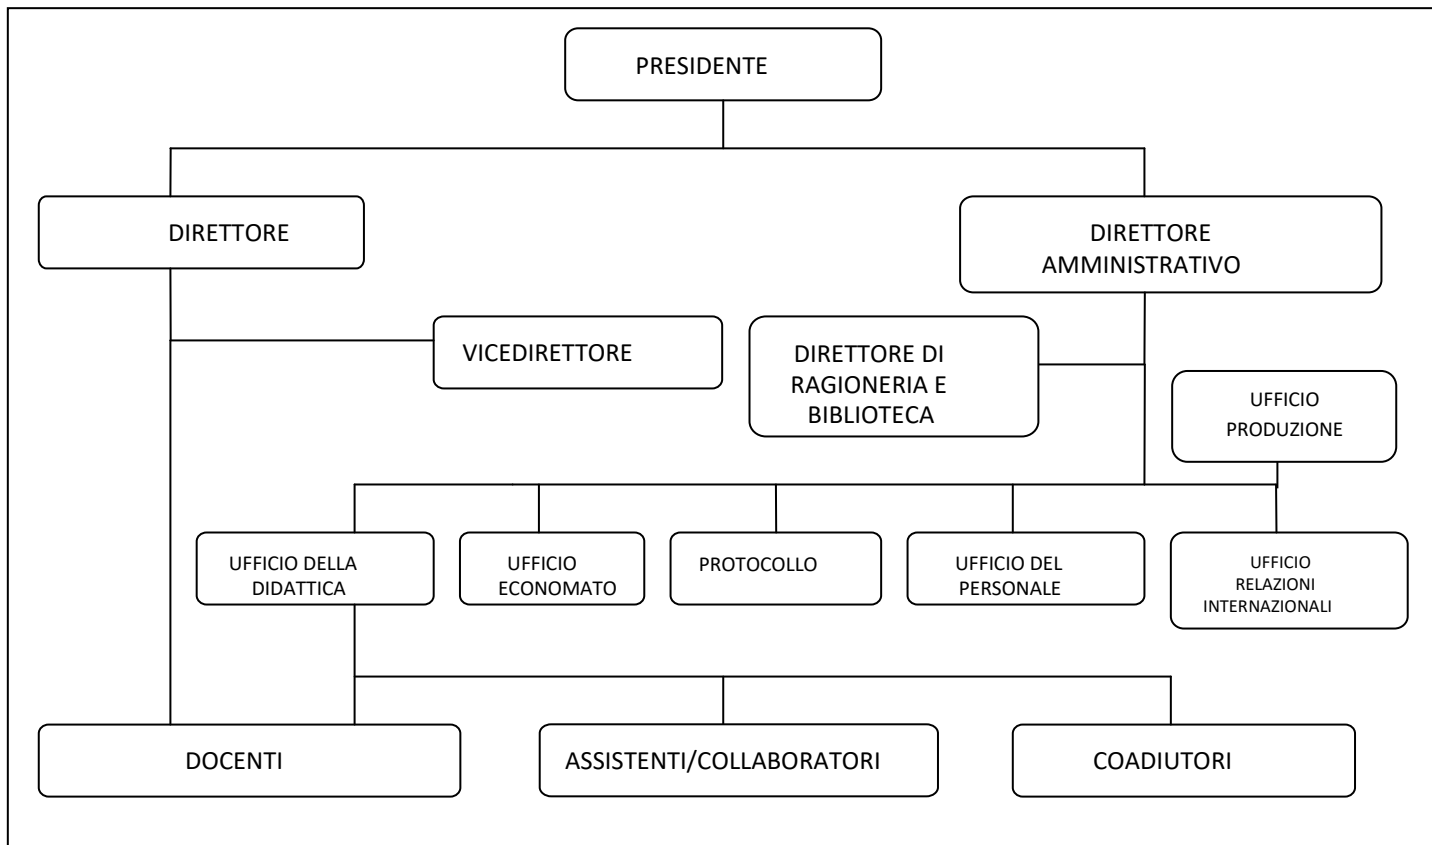 PRESIDENTE
DIRETTORE
DIRETTORE
AMMINISTRATIVO
VICEDIRETTORE
DIRETTORE DI
RAGIONERIA E
BIBLIOTECA
UFFICIO
PRODUZIONE
UFFICIO DELLA
DIDATTICA
UFFICIO
ECONOMATO
PROTOCOLLO
UFFICIO DEL
PERSONALE
UFFICIO
RELAZIONI
INTERNAZIONALI
DOCENTI
ASSISTENTI/COLLABORATORI
COADIUTORI